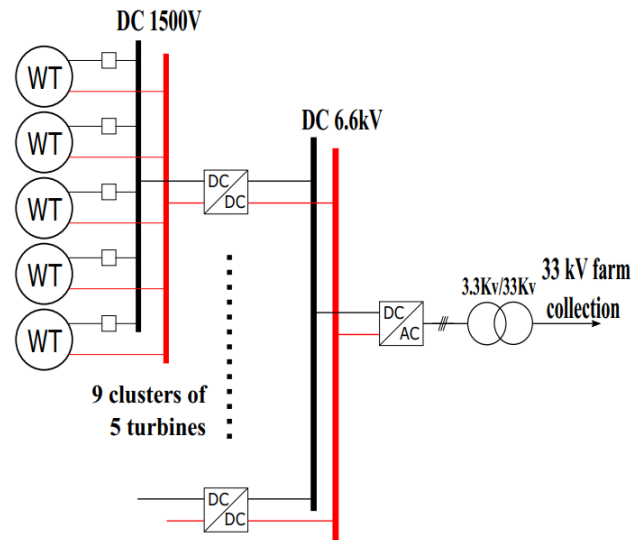 DC 1500V
WT
WT
WT
WT
WT
DC
DC
DC 6.6kV
9 clusters of
5 turbines
DC
DC
DC
AC
3.3Kv/33Kv
33 kV farm
collection